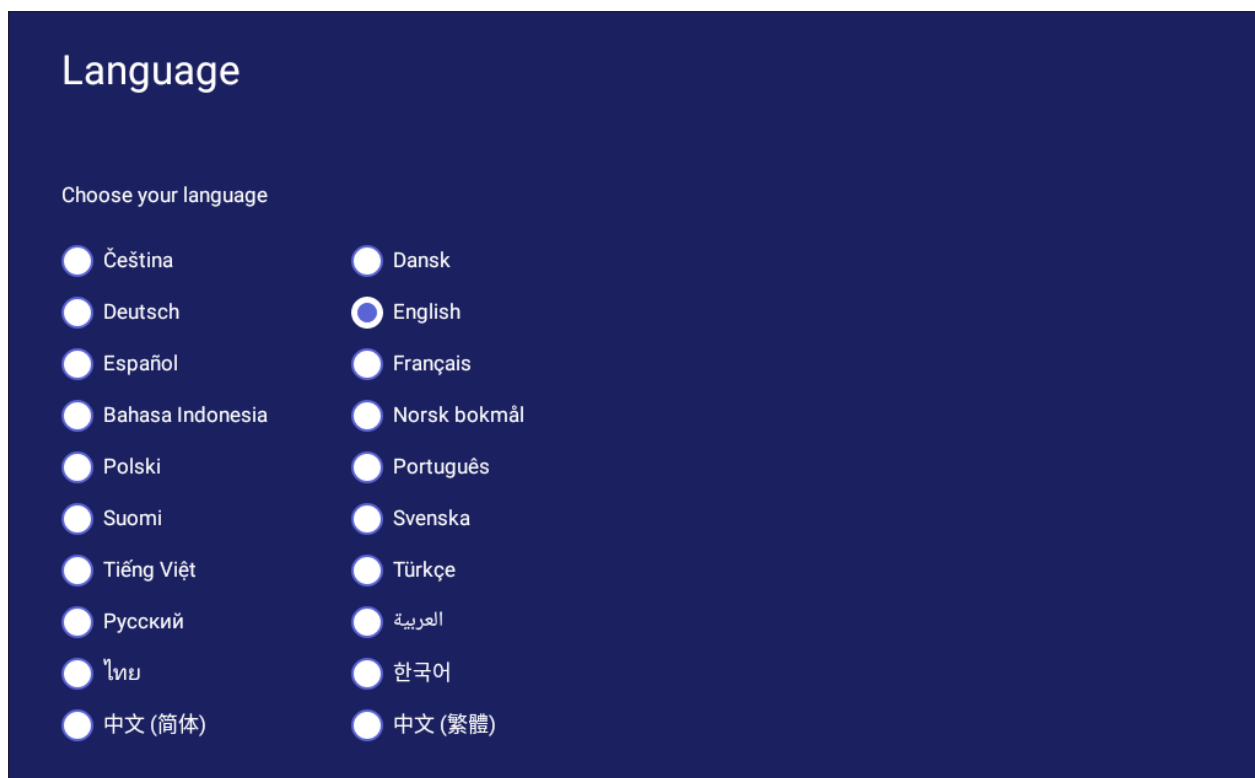 Language
Choose your language
Čeština Dansk
Deutsch English
Español Français
Bahasa Indonesia Norsk bokmål
Polski Português
Suomi Svenska
Tiếng Việt Türkçe
Русский العربية
ไทย 한국어
中文 (简体) 中文 (繁體)